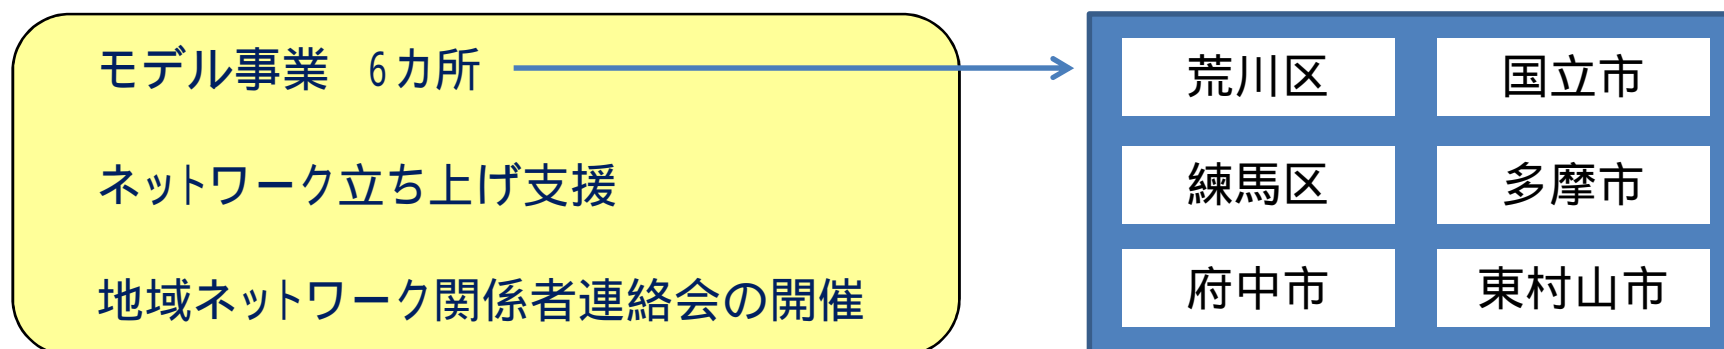 モデル事業　6カ所
ネットワーク立ち上げ支援
地域ネットワーク関係者連絡会の開催
荒川区
国立市
練馬区
多摩市
府中市
東村山市